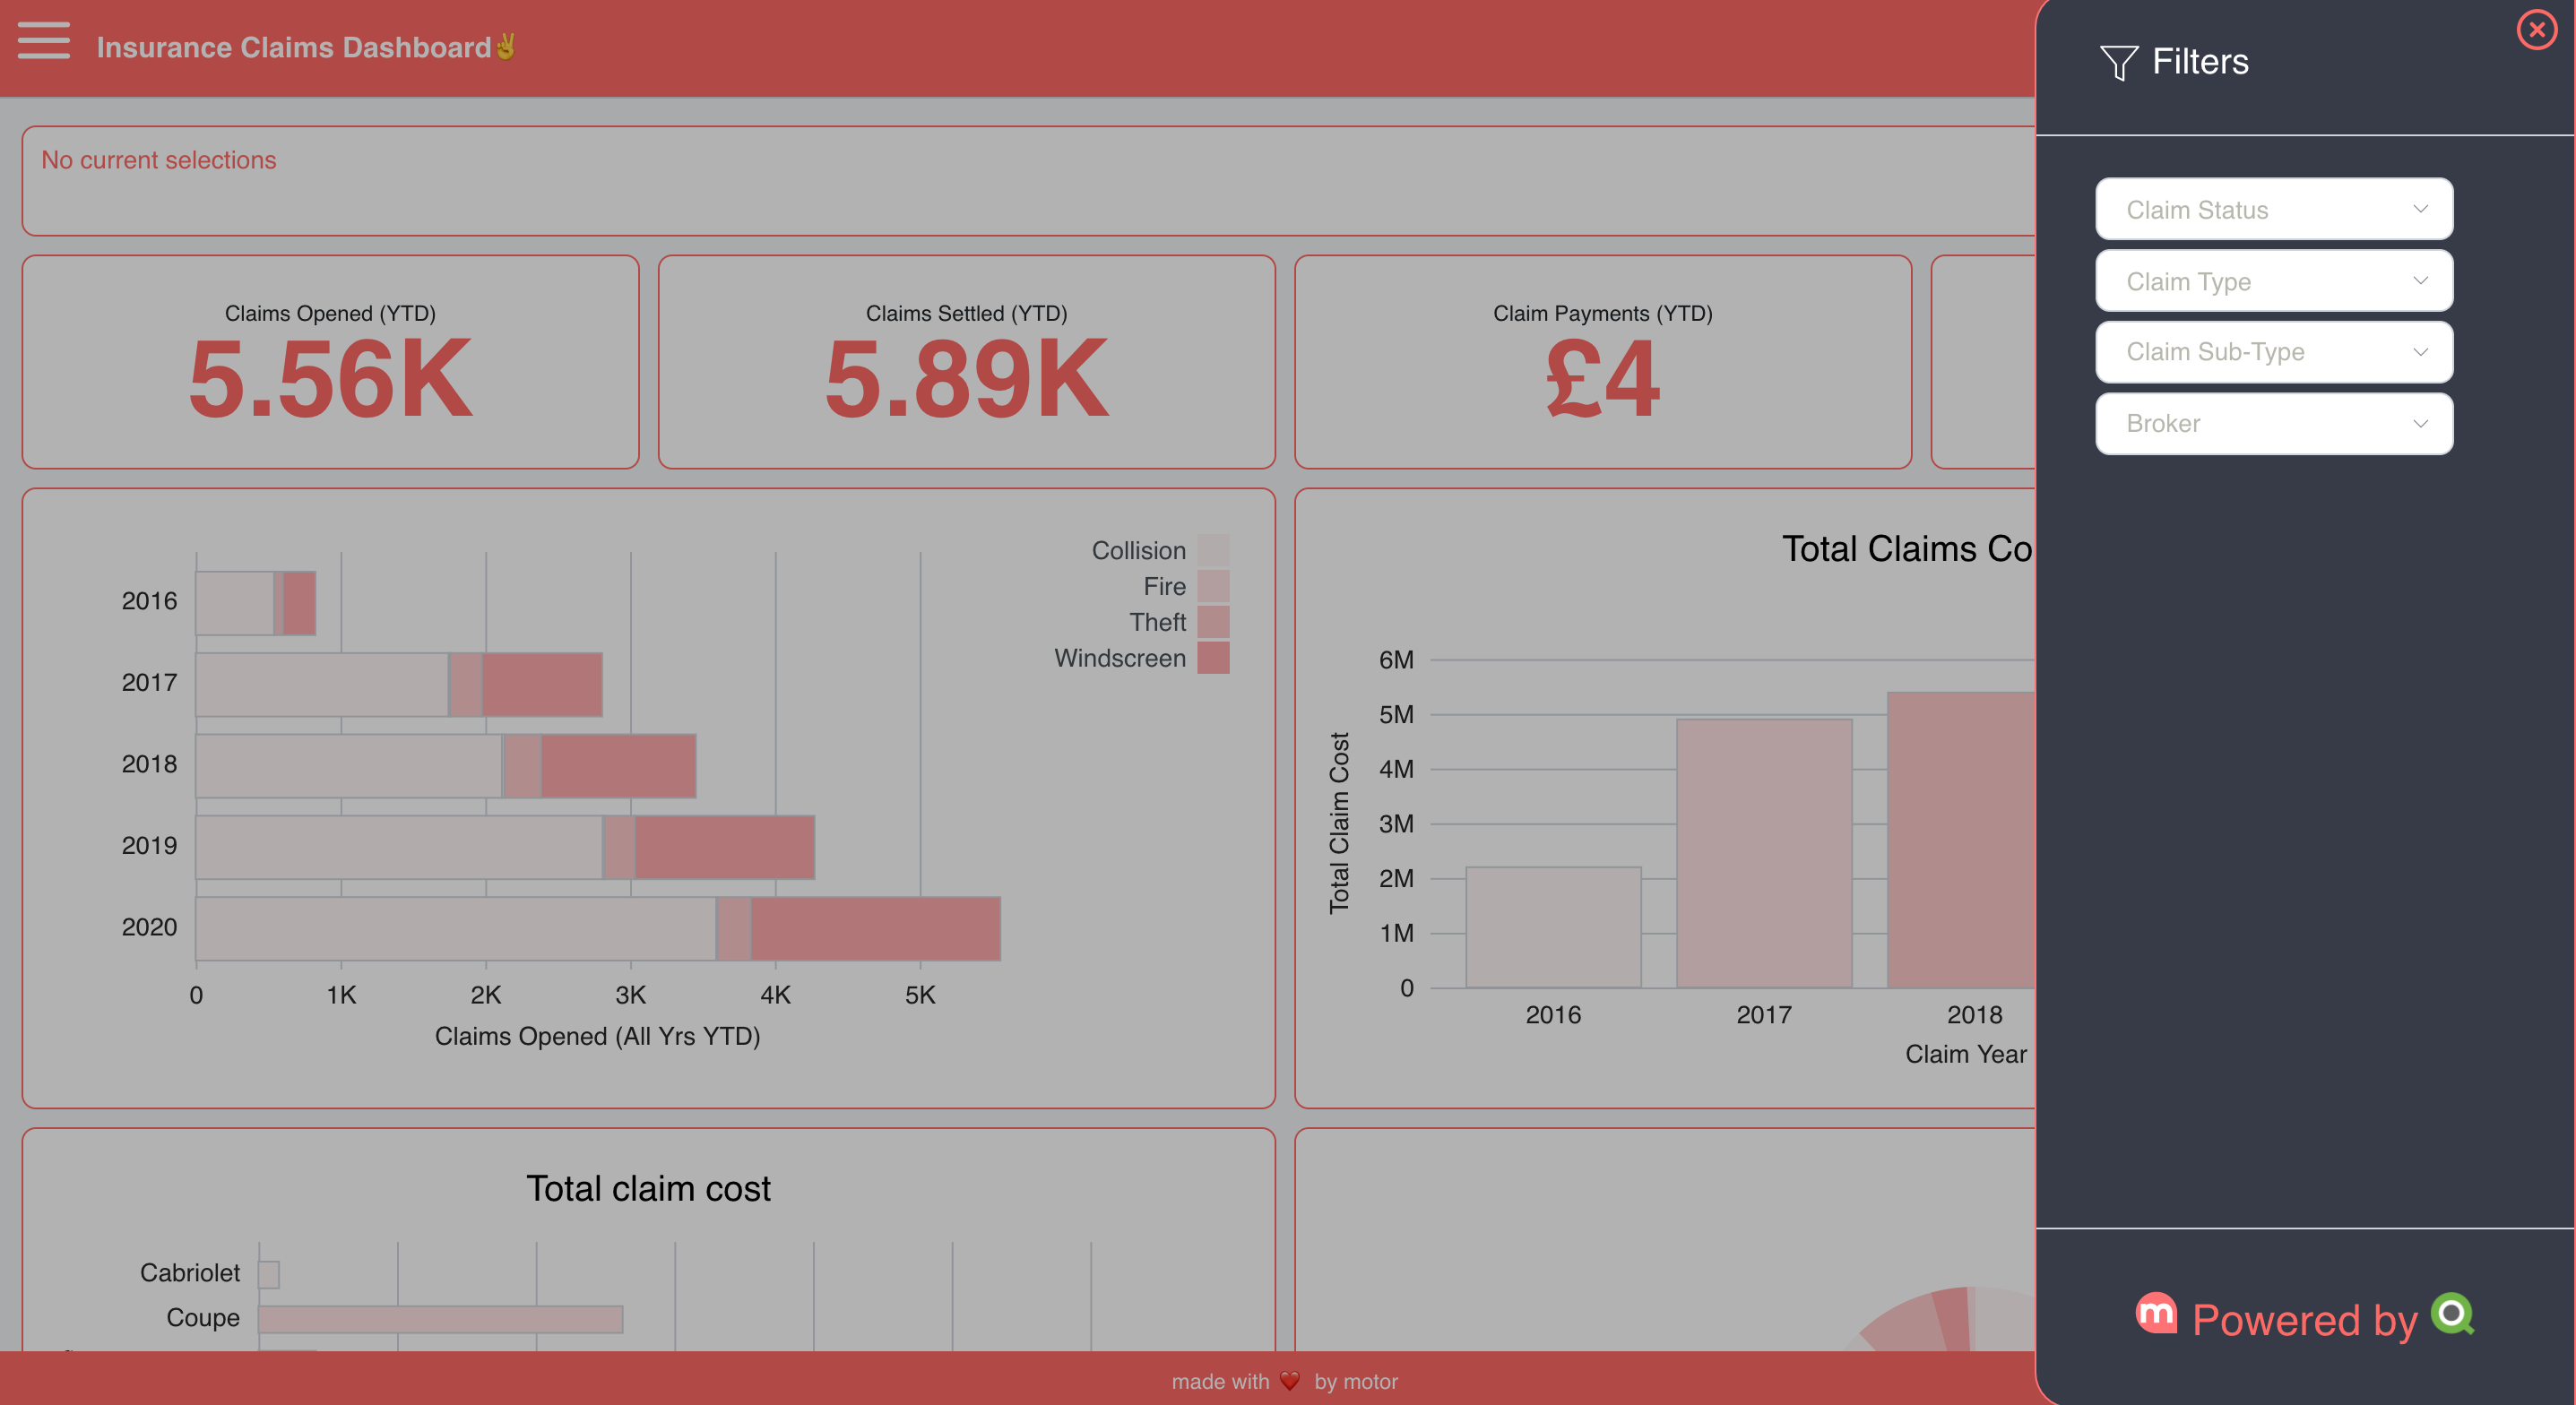 Insurance Claims Dashboard✌
Filters
No current selections
Claim Status
Claim Type
Claim Sub-Type
Broker
Claims Opened (YTD)
5.56K
Claims Settled (YTD)
5.89K
Claim Payments (YTD)
£4
Collision
Fire
Theft
Windscreen
2016
2017
2018
2019
2020
0 1K 2K 3K 4K 5K
Claims Opened (All Yrs YTD)
Total Claims Co
Total Claim Cost
6M
5M
4M
3M
2M
1M
0
2016 2017 2018
Claim Year
Total claim cost
Cabriolet
Coupe
made with ❤ by motor
m Powered by